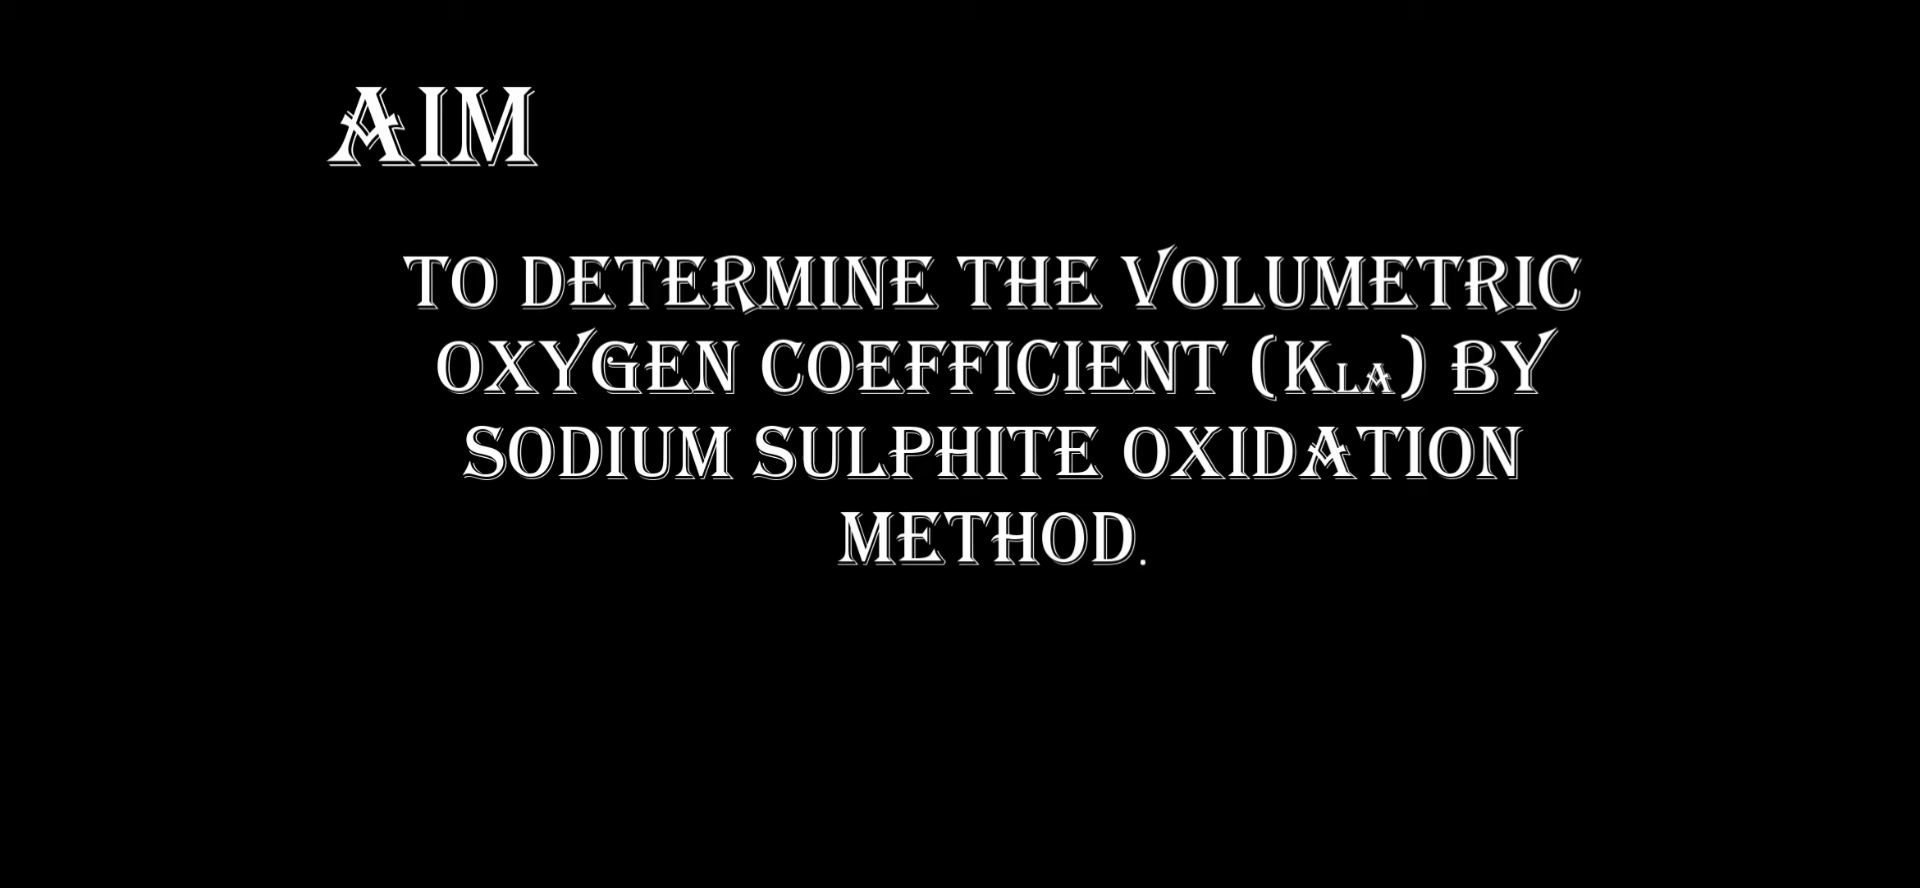 AIM
TO DETERMINE THE VOLUMETRIC
OXYGEN COEFFICIENT (KLA) BY
SODIUM SULPHITE OXIDATION
METHOD.